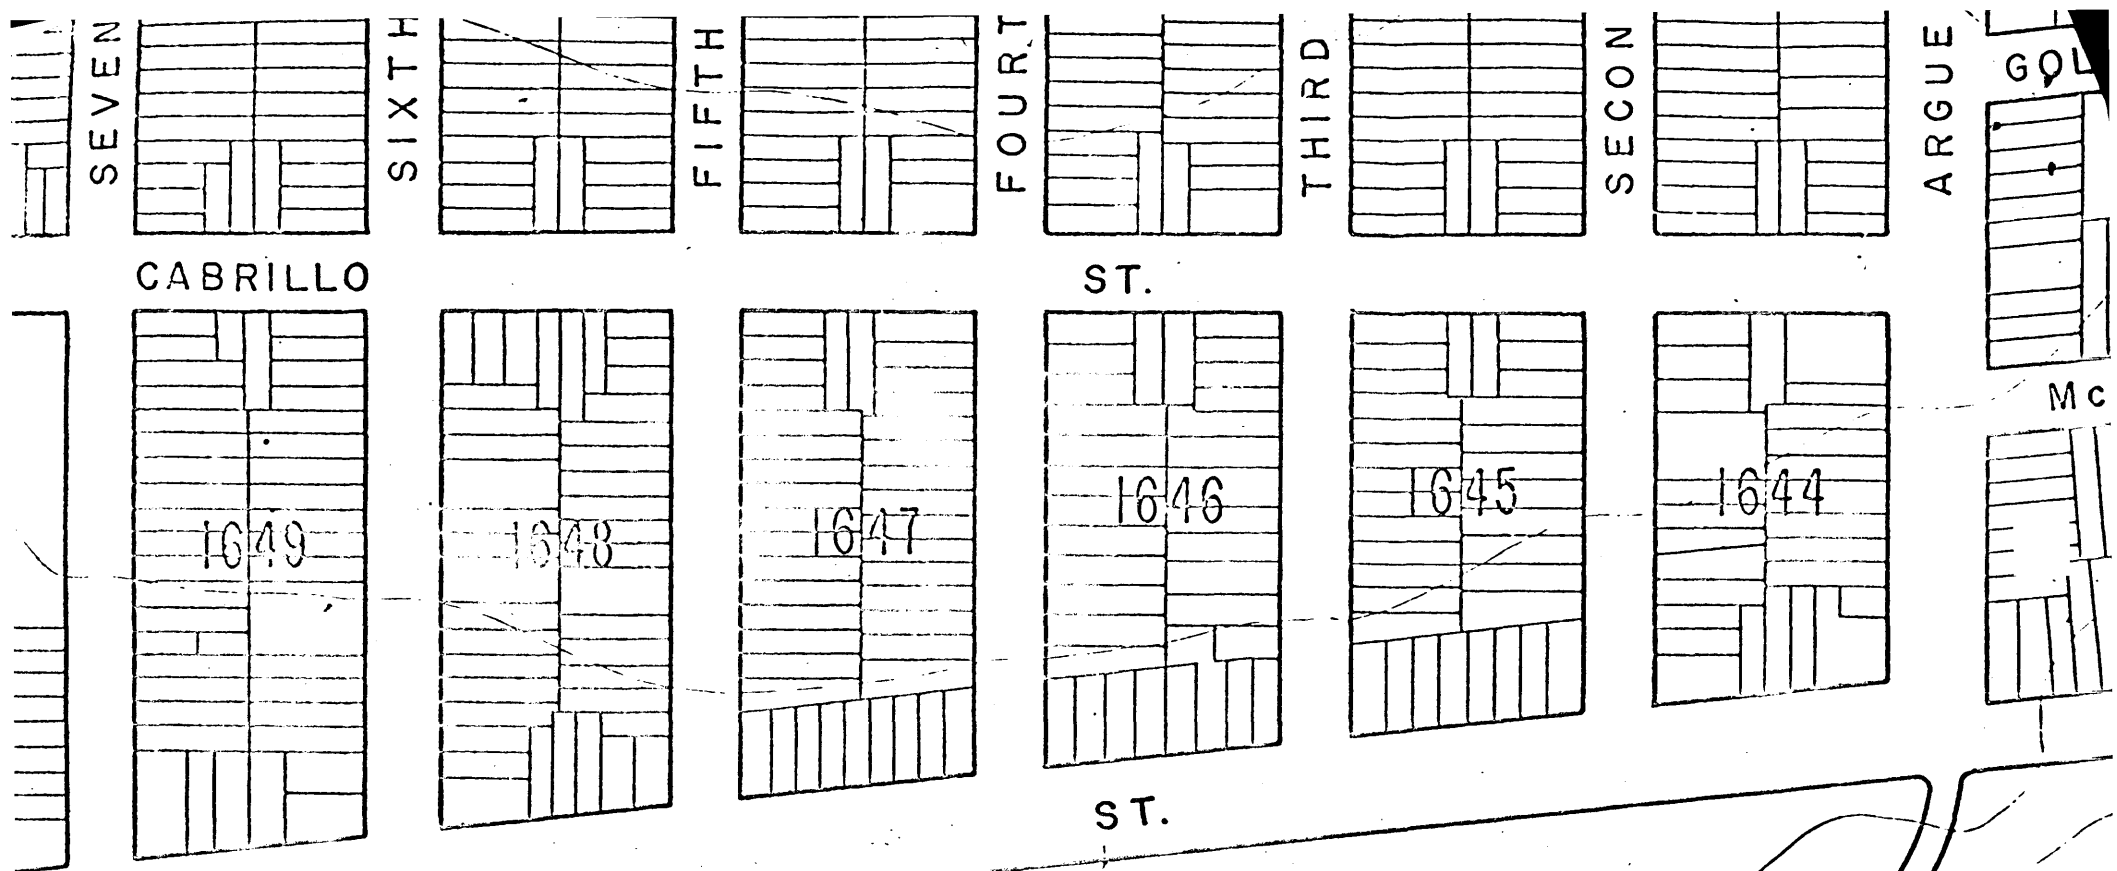 SEVEN
SIXTH
FIFTH
FOURT
THIRD
SECON
ARGUE
GOL
CABRILLO ST.
Mc
1649
1648
1647
1646
1645
1644
ST.